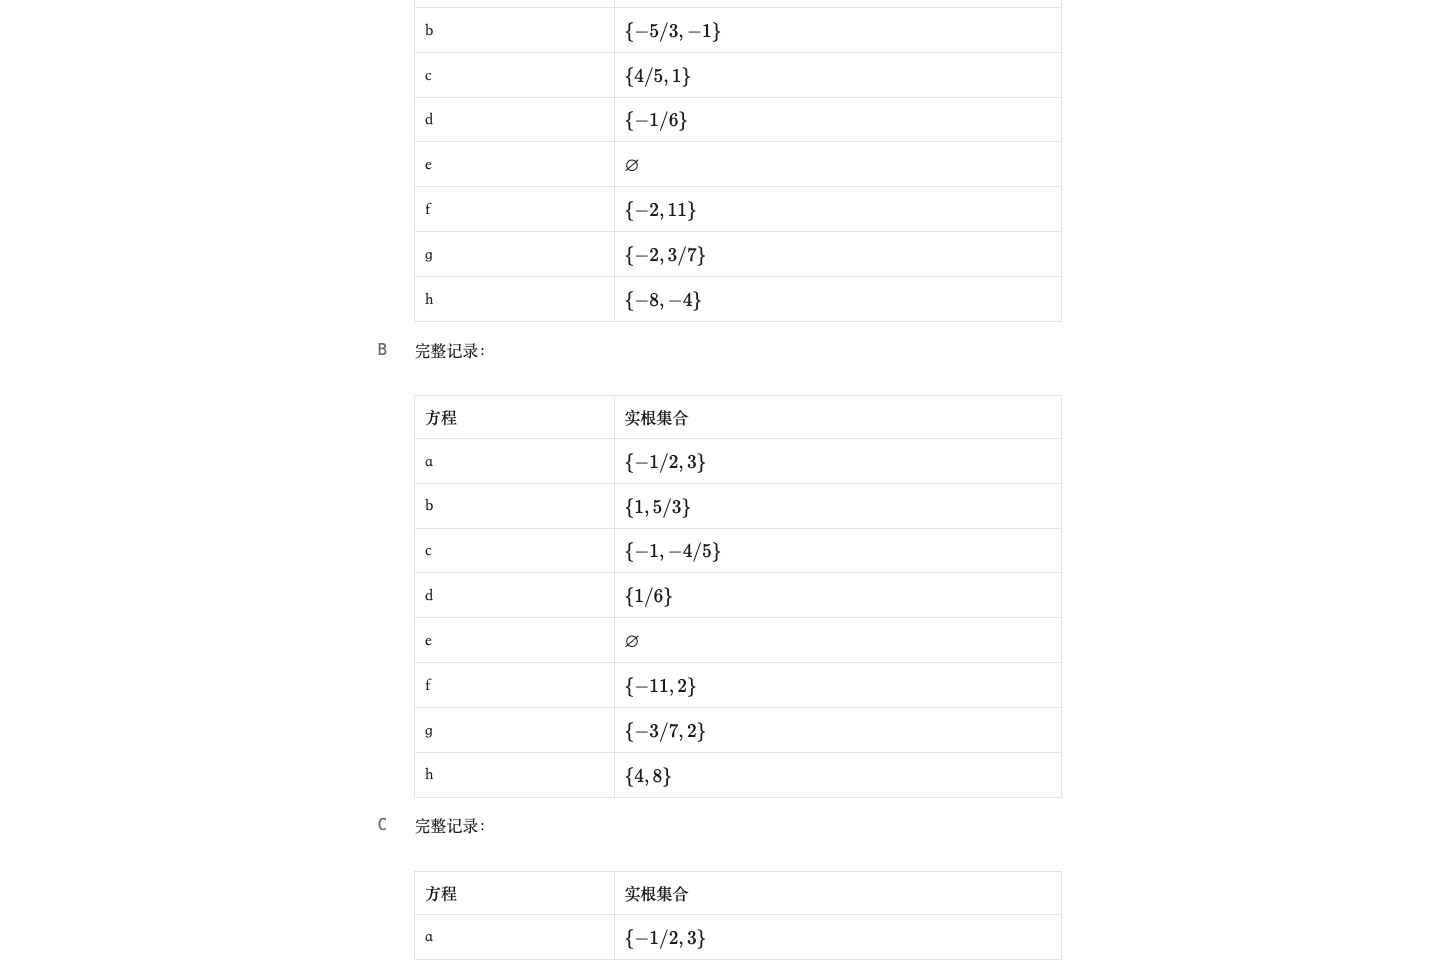 b {−5/3, −1}
c {4/5, 1}
d {−1/6}
e ∅
f {−2, 11}
g {−2, 3/7}
h {−8, −4}
B 完整记录：
方程 实根集合
a {−1/2, 3}
b {1, 5/3}
c {−1, −4/5}
d {1/6}
e ∅
f {−11, 2}
g {−3/7, 2}
h {4, 8}
C 完整记录：
方程 实根集合
a {−1/2, 3}